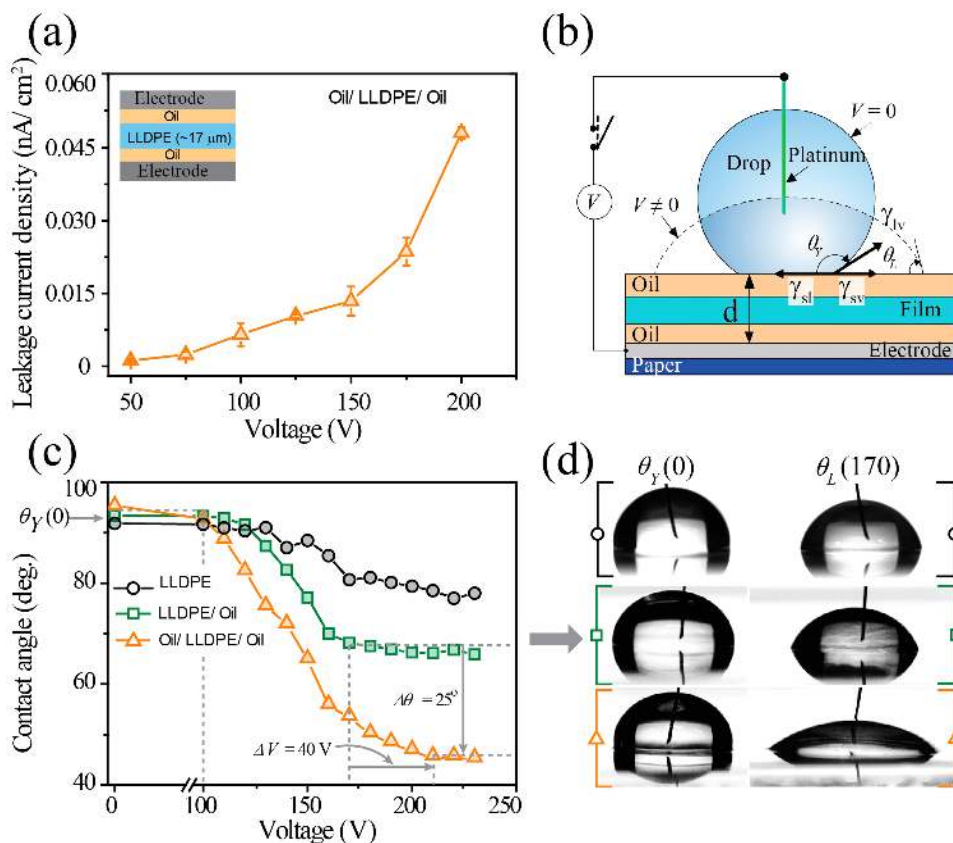 (a)
Leakage current density (nA/ cm²)
0.060
0.045
0.030
0.015
0
50
100
150
200
Voltage (V)
Oil/ LLDPE/ Oil
Electrode
Oil
LLDPE (~17 μm)
Oil
Electrode
(b)
V = 0
Drop
Platinum
V
V ≠ 0
γlv
θY
θL
γsl
γsv
Oil
d
Film
Oil
Electrode
Paper
(c)
Contact angle (deg.)
100
80
60
40
θY (0)
LLDPE
LLDPE/ Oil
Oil/ LLDPE/ Oil
Δθ = 25°
ΔV = 40 V
0
100
150
200
250
Voltage (V)
(d)
θY (0)
θL (170)